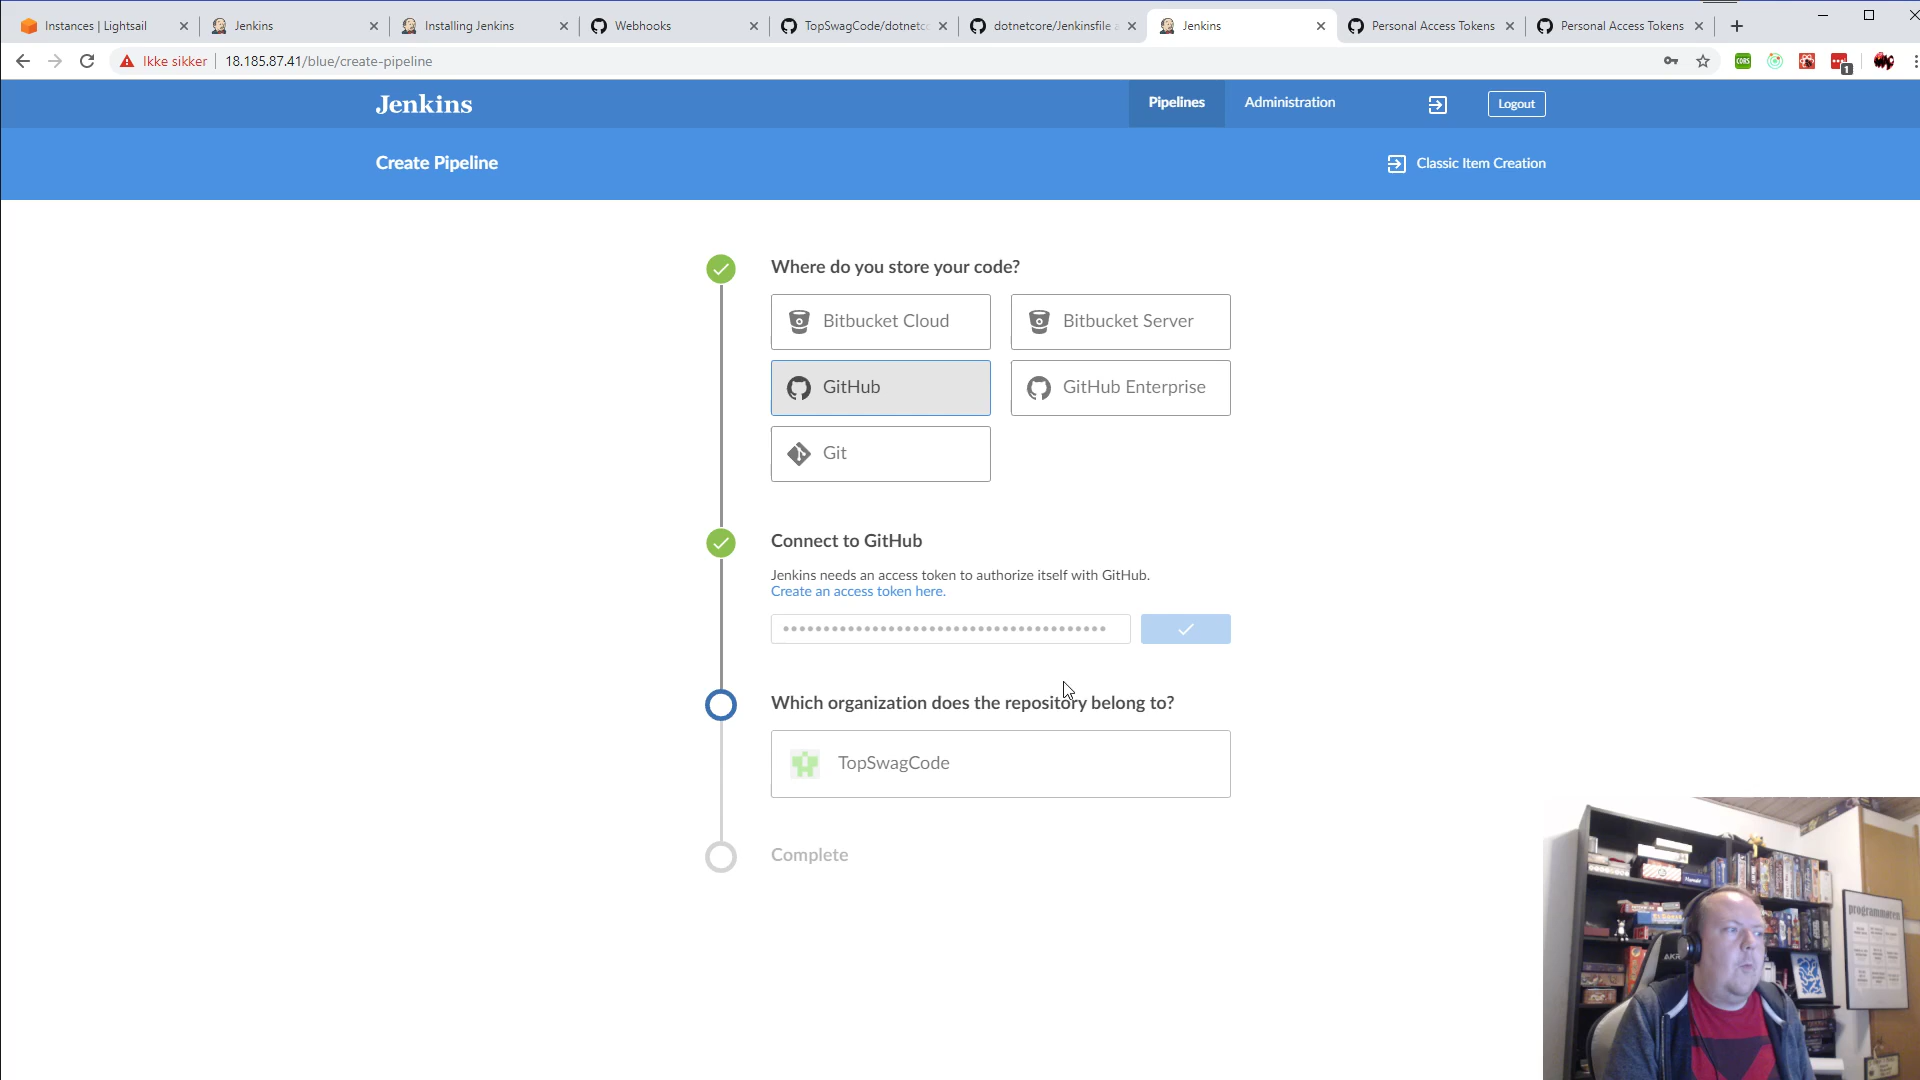 Instances | Lightsail
Jenkins
Installing Jenkins
Webhooks
TopSwagCode/dotnetc
dotnetcore/Jenkinsfile a
Jenkins
Personal Access Tokens
Personal Access Tokens
Ikke sikker
18.185.87.41/blue/create-pipeline
CORS
1
Jenkins
Pipelines
Administration
Logout
Create Pipeline
Classic Item Creation
Where do you store your code?
Bitbucket Cloud
Bitbucket Server
GitHub
GitHub Enterprise
Git
Connect to GitHub
Jenkins needs an access token to authorize itself with GitHub.
Create an access token here.
Which organization does the repository belong to?
TopSwagCode
Complete
programmøren
AKR